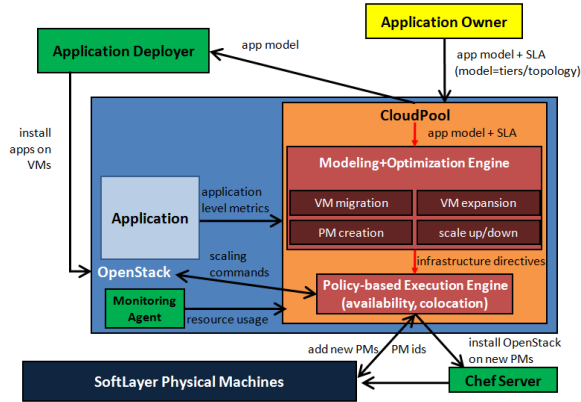 Application Owner
Application Deployer
app model
app model + SLA
(model=tiers/topology)
CloudPool
app model + SLA
install
apps on
VMs
Modeling+Optimization Engine
application
level metrics
VM migration
VM expansion
Application
PM creation
scale up/down
infrastructure directives
OpenStack
scaling
commands
Policy-based Execution Engine
(availability, colocation)
Monitoring
Agent
resource usage
add new PMs
PM ids
install OpenStack
on new PMs
SoftLayer Physical Machines
Chef Server